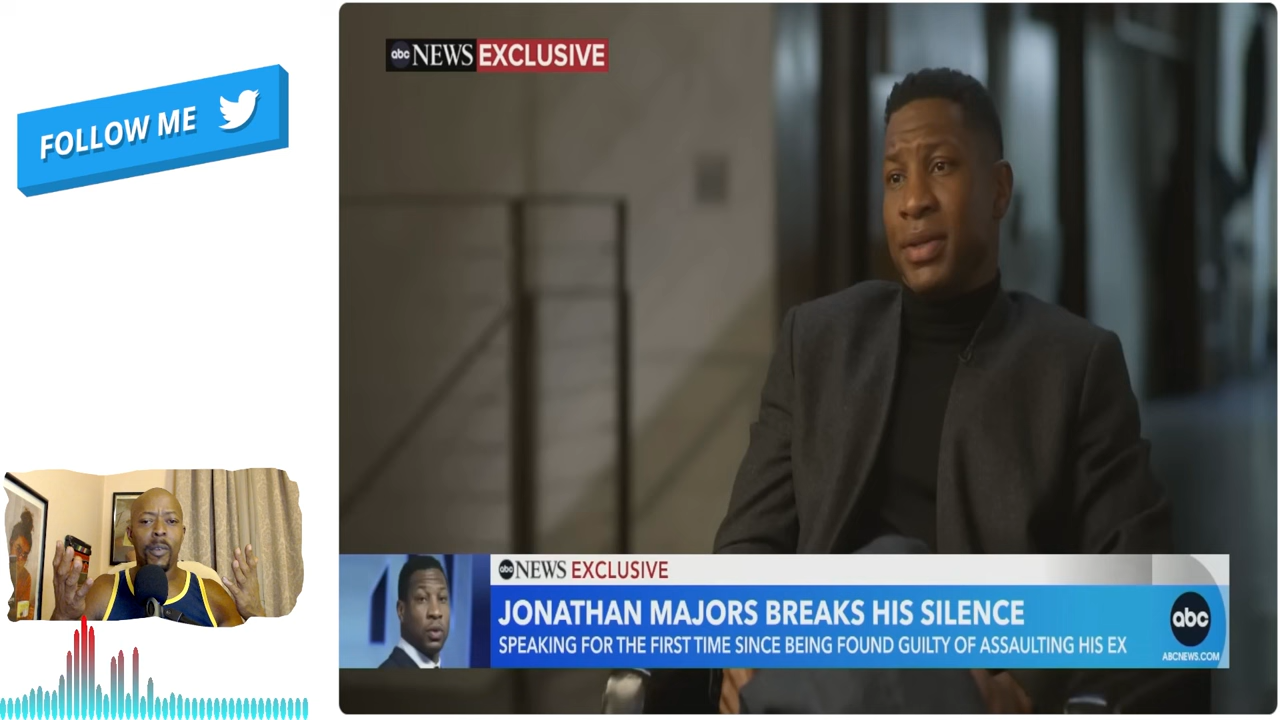 FOLLOW ME
abc NEWS EXCLUSIVE
abc NEWS EXCLUSIVE
JONATHAN MAJORS BREAKS HIS SILENCE
SPEAKING FOR THE FIRST TIME SINCE BEING FOUND GUILTY OF ASSAULTING HIS EX
abc
ABCNEWS.COM